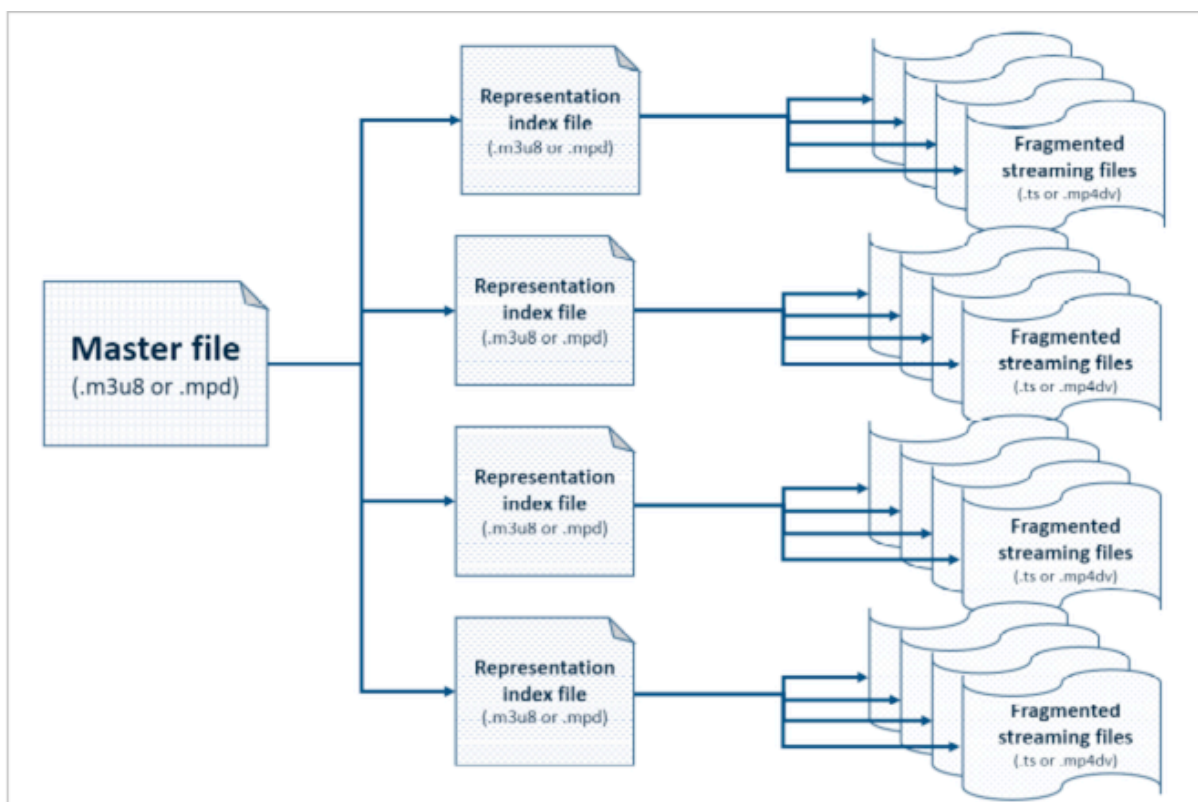 Representation
index file
(.m3u8 or .mpd)
Fragmented
streaming files
(.ts or .mp4dv)
Representation
index file
(.m3u8 or .mpd)
Fragmented
streaming files
(.ts or .mp4dv)
Master file
(.m3u8 or .mpd)
Representation
index file
(.m3u8 or .mpd)
Fragmented
streaming files
(.ts or .mp4dv)
Representation
index file
(.m3u8 or .mpd)
Fragmented
streaming files
(.ts or .mp4dv)